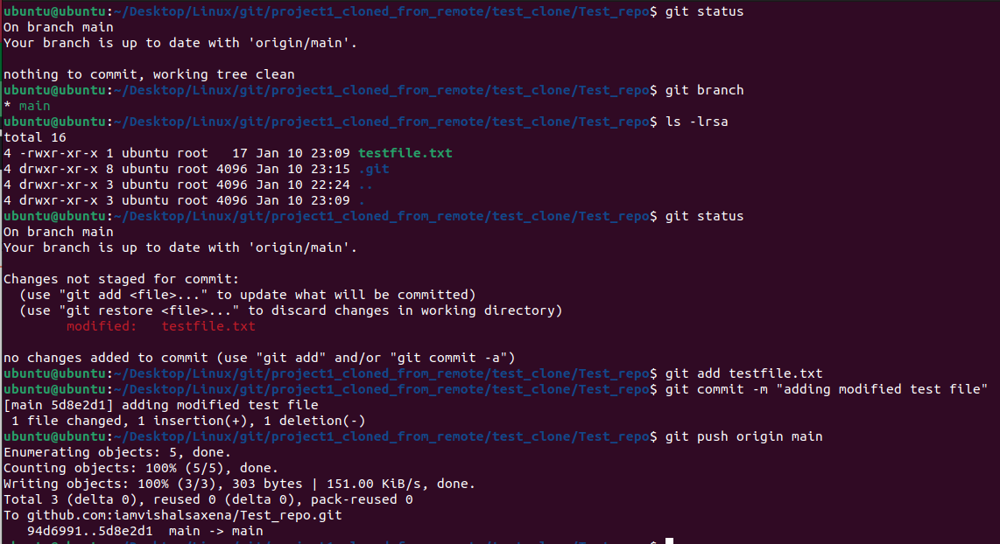 ubuntu@ubuntu:~/Desktop/Linux/git/project1_cloned_from_remote/test_clone/Test_repo$ git status
On branch main
Your branch is up to date with 'origin/main'.

nothing to commit, working tree clean
ubuntu@ubuntu:~/Desktop/Linux/git/project1_cloned_from_remote/test_clone/Test_repo$ git branch
* main
ubuntu@ubuntu:~/Desktop/Linux/git/project1_cloned_from_remote/test_clone/Test_repo$ ls -lrsa
total 16
4 -rwxr-xr-x 1 ubuntu root   17 Jan 10 23:09 testfile.txt
4 drwxr-xr-x 8 ubuntu root 4096 Jan 10 23:15 .git
4 drwxr-xr-x 3 ubuntu root 4096 Jan 10 22:24 ..
4 drwxr-xr-x 3 ubuntu root 4096 Jan 10 23:09 .
ubuntu@ubuntu:~/Desktop/Linux/git/project1_cloned_from_remote/test_clone/Test_repo$ git status
On branch main
Your branch is up to date with 'origin/main'.

Changes not staged for commit:
  (use "git add <file>..." to update what will be committed)
  (use "git restore <file>..." to discard changes in working directory)
        modified:   testfile.txt

no changes added to commit (use "git add" and/or "git commit -a")
ubuntu@ubuntu:~/Desktop/Linux/git/project1_cloned_from_remote/test_clone/Test_repo$ git add testfile.txt
ubuntu@ubuntu:~/Desktop/Linux/git/project1_cloned_from_remote/test_clone/Test_repo$ git commit -m "adding modified test file"
[main 5d8e2d1] adding modified test file
 1 file changed, 1 insertion(+), 1 deletion(-)
ubuntu@ubuntu:~/Desktop/Linux/git/project1_cloned_from_remote/test_clone/Test_repo$ git push origin main
Enumerating objects: 5, done.
Counting objects: 100% (5/5), done.
Writing objects: 100% (3/3), 303 bytes | 151.00 KiB/s, done.
Total 3 (delta 0), reused 0 (delta 0), pack-reused 0
To github.com:iamvishalsaxena/Test_repo.git
   94d6991..5d8e2d1  main -> main